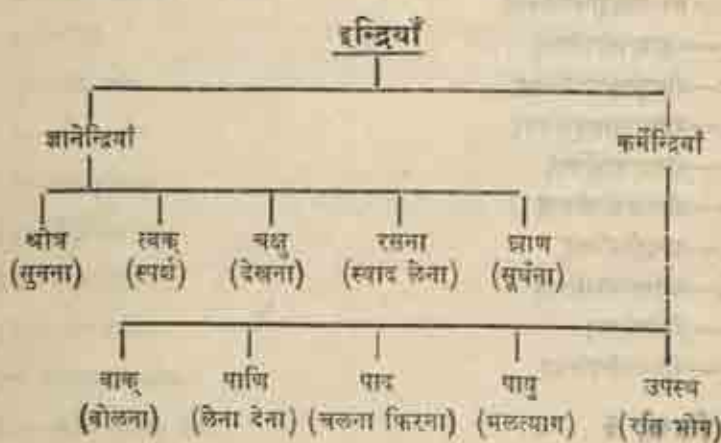 इन्द्रियाँ
ज्ञानेन्द्रियाँ कर्मेन्द्रियाँ
श्रोत्र त्वक् चक्षु रसना घ्राण
(सुनना) (स्पर्श) (देखना) (स्वाद लेना) (सूघँना)
वाक् पाणि पाद पायु उपस्थ
(बोलना) (लेना देना) (चलना फिरना) (मलत्याग) (रति भोग)